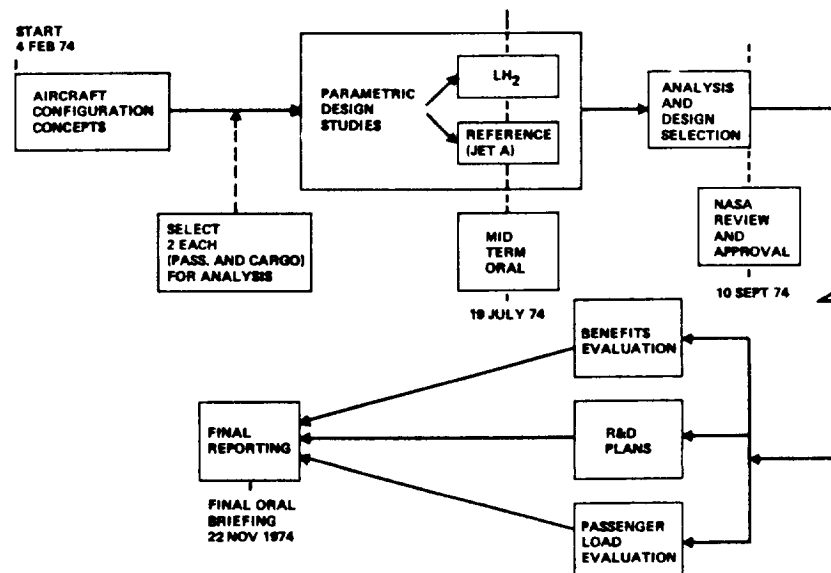 START
4 FEB 74
AIRCRAFT
CONFIGURATION
CONCEPTS
SELECT
2 EACH
(PASS. AND CARGO)
FOR ANALYSIS
PARAMETRIC
DESIGN
STUDIES
LH2
REFERENCE
(JET A)
MID
TERM
ORAL
19 JULY 74
ANALYSIS
AND
DESIGN
SELECTION
NASA
REVIEW
AND
APPROVAL
10 SEPT 74
BENEFITS
EVALUATION
R&D
PLANS
PASSENGER
LOAD
EVALUATION
FINAL
REPORTING
FINAL ORAL
BRIEFING
22 NOV 1974